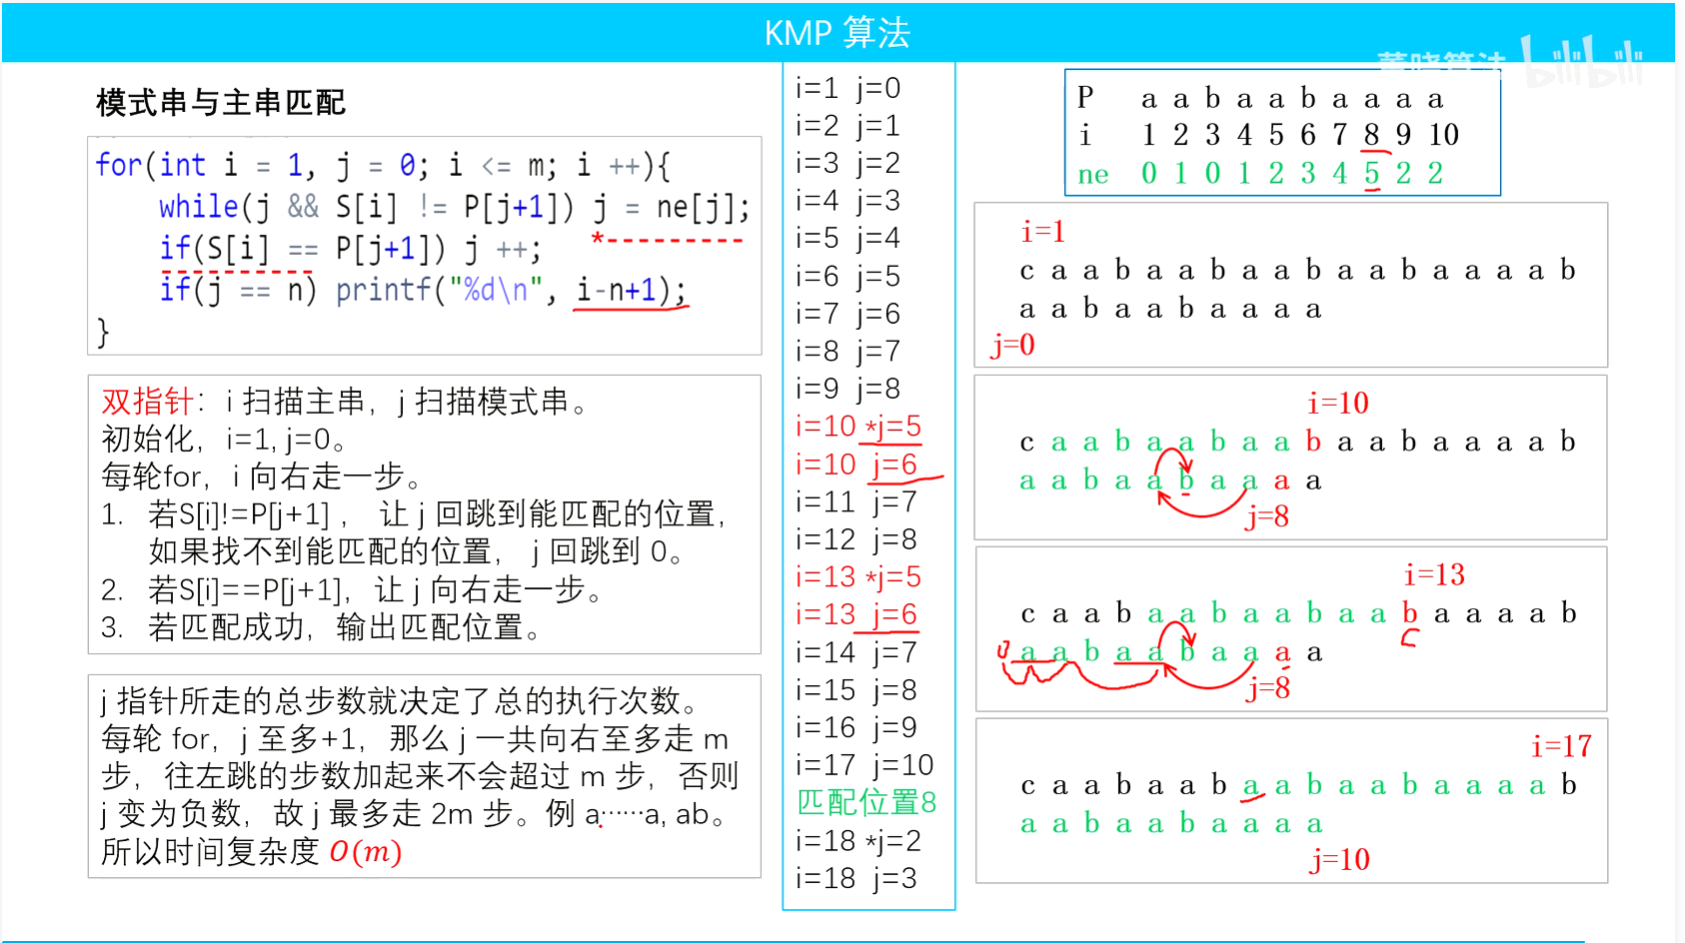 KMP 算法
bilibili
模式串与主串匹配
for(int i = 1, j = 0; i <= m; i ++){
while(j && S[i] != P[j+1]) j = ne[j];
*---------
if(S[i] == P[j+1]) j ++;
if(j == n) printf("%d\n", i-n+1);
}
双指针：i 扫描主串，j 扫描模式串。
初始化，i=1, j=0。
每轮for，i 向右走一步。
1. 若S[i]!=P[j+1] ， 让 j 回跳到能匹配的位置，
如果找不到能匹配的位置， j 回跳到 0。
2. 若S[i]==P[j+1]，让 j 向右走一步。
3. 若匹配成功，输出匹配位置。
j 指针所走的总步数就决定了总的执行次数。
每轮 for，j 至多+1，那么 j 一共向右至多走 m
步，往左跳的步数加起来不会超过 m 步，否则
j 变为负数，故 j 最多走 2m 步。例 a······a, ab。
所以时间复杂度 O(m)
i=1 j=0
i=2 j=1
i=3 j=2
i=4 j=3
i=5 j=4
i=6 j=5
i=7 j=6
i=8 j=7
i=9 j=8
i=10 *j=5
i=10 j=6
i=11 j=7
i=12 j=8
i=13 *j=5
i=13 j=6
i=14 j=7
i=15 j=8
i=16 j=9
i=17 j=10
匹配位置8
i=18 *j=2
i=18 j=3
P a a b a a b a a a a
i 1 2 3 4 5 6 7 8 9 10
ne 0 1 0 1 2 3 4 5 2 2
i=1
c a a b a a b a a b a a b a a a a b
a a b a a b a a a a
j=0
i=10
c a a b a a b a a b a a b a a a a b
a a b a a b a a a a
j=8
i=13
c a a b a a b a a b a a b a a a a b
c
0 a a b a a b a a a a
j=8
i=17
c a a b a a b a a b a a b a a a a b
a a b a a b a a a a
j=10